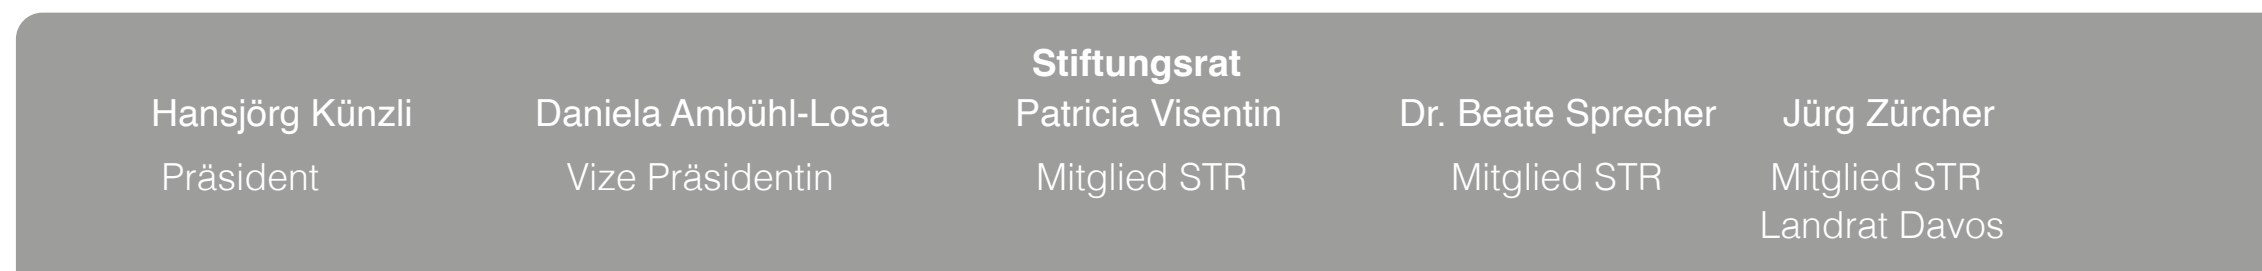 Stiftungsrat
Hansjörg Künzli Daniela Ambühl-Losa Patricia Visentin Dr. Beate Sprecher Jürg Zürcher
Präsident Vize Präsidentin Mitglied STR Mitglied STR Mitglied STR
Landrat Davos